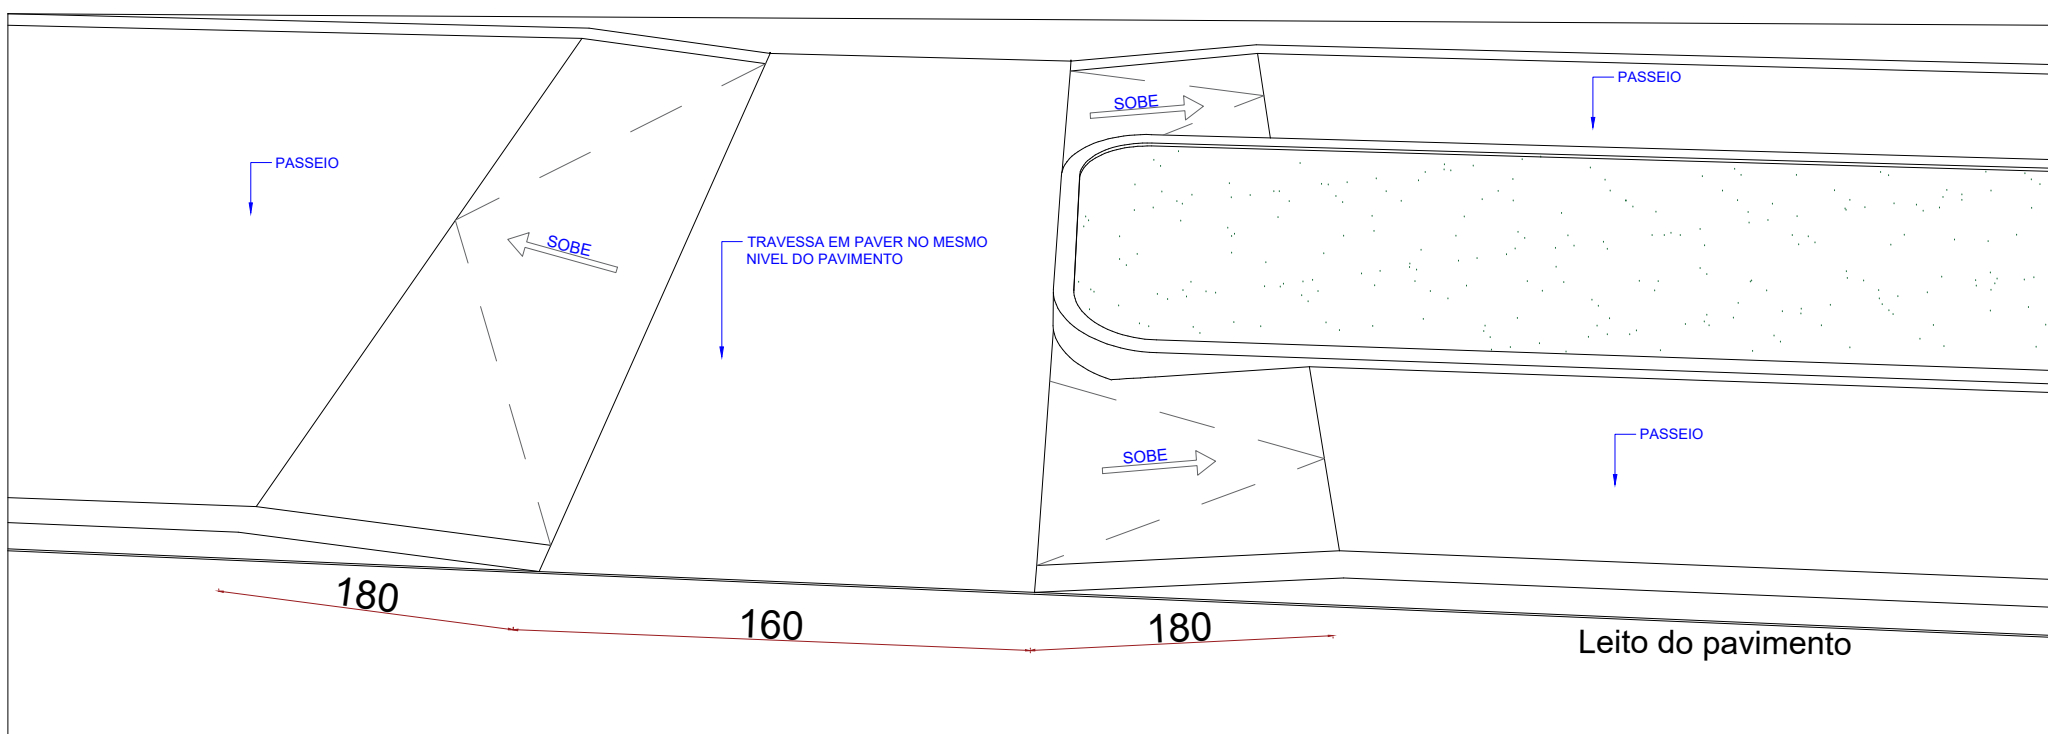 PASSEIO
SOBE
PASSEIO
SOBE
TRAVESSA EM PAVER NO MESMO
NIVEL DO PAVIMENTO
PASSEIO
SOBE
180
160
180
Leito do pavimento